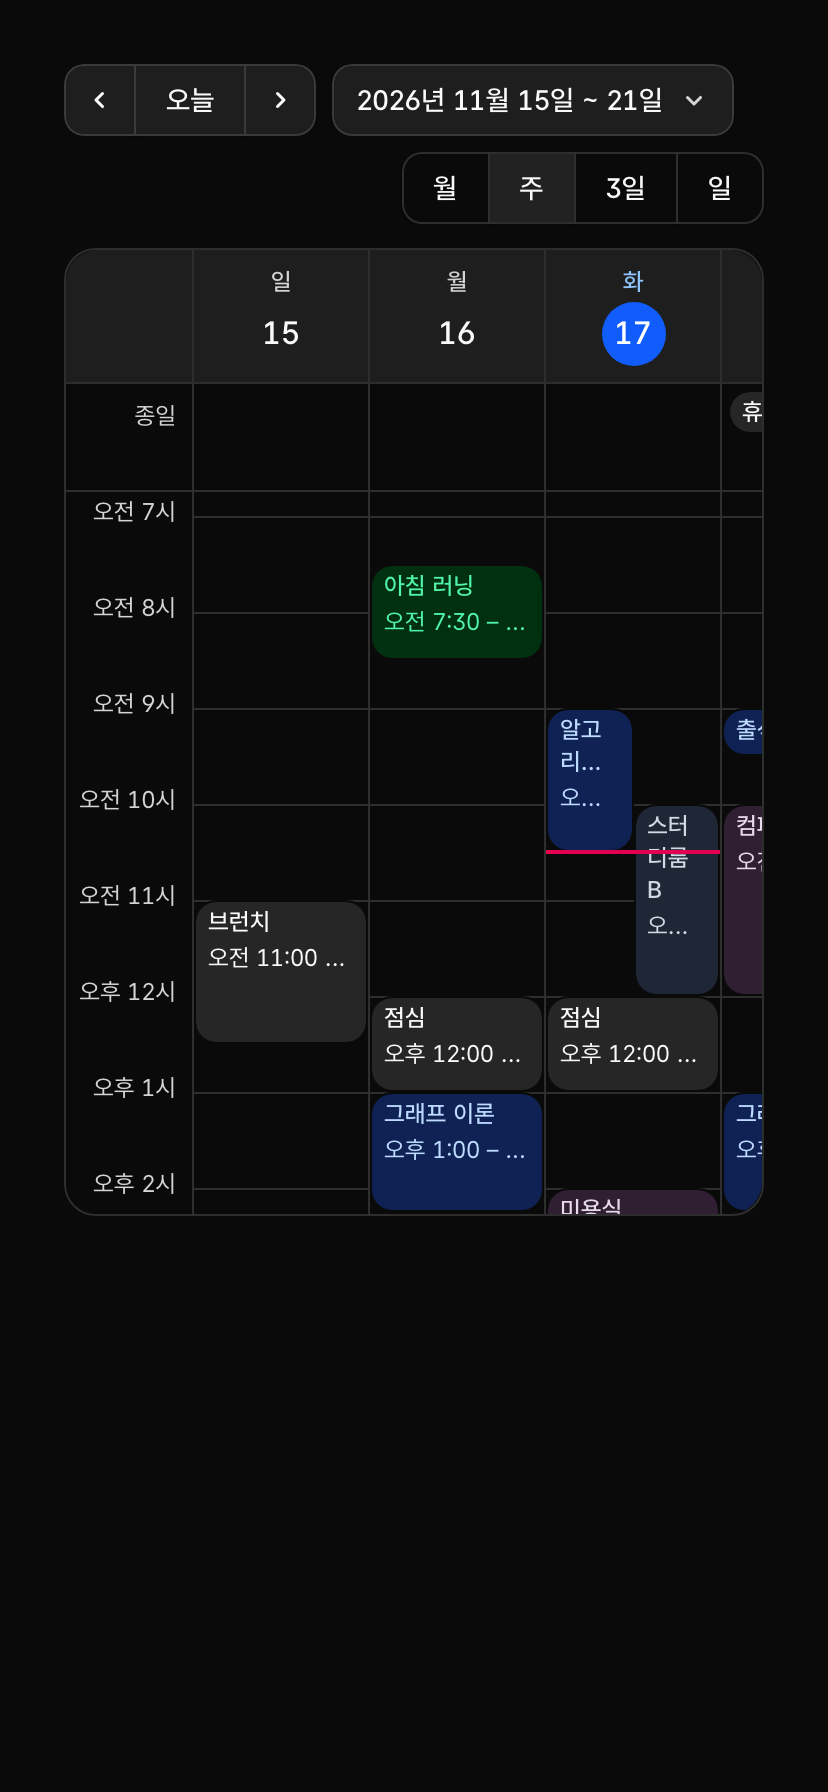 오늘
2026년 11월 15일 ~ 21일
월
주
3일
일
일
15
월
16
화
17
종일
휴
오전 7시
오전 8시
오전 9시
오전 10시
오전 11시
오후 12시
오후 1시
오후 2시
브런치
오전 11:00 ...
아침 러닝
오전 7:30 – ...
점심
오후 12:00 ...
그래프 이론
오후 1:00 – ...
알고
리...
오...
스터
디룸
B
오...
점심
오후 12:00 ...
미용실